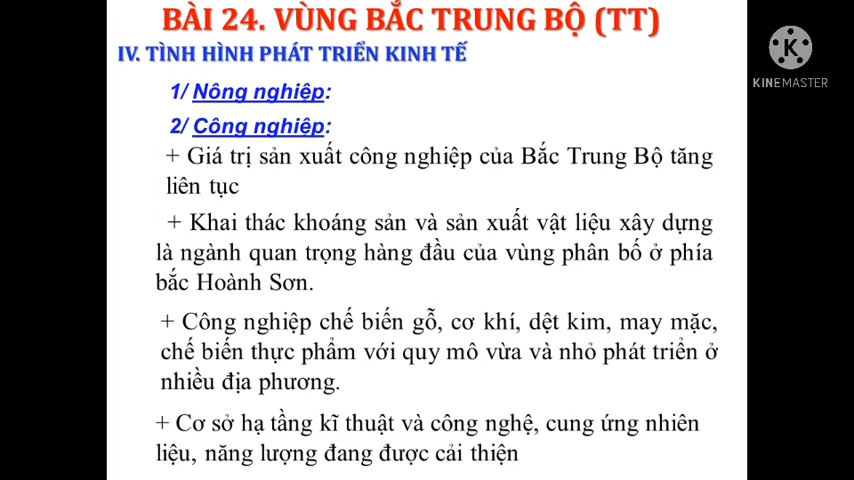 BÀI 24. VÙNG BẮC TRUNG BỘ (TT)
IV. TÌNH HÌNH PHÁT TRIỂN KINH TẾ
KINEMASTER
1/ Nông nghiệp:
2/ Công nghiệp:
+ Giá trị sản xuất công nghiệp của Bắc Trung Bộ tăng
liên tục
+ Khai thác khoáng sản và sản xuất vật liệu xây dựng
là ngành quan trọng hàng đầu của vùng phân bố ở phía
bắc Hoành Sơn.
+ Công nghiệp chế biến gỗ, cơ khí, dệt kim, may mặc,
chế biến thực phẩm với quy mô vừa và nhỏ phát triển ở
nhiều địa phương.
+ Cơ sở hạ tầng kĩ thuật và công nghệ, cung ứng nhiên
liệu, năng lượng đang được cải thiện